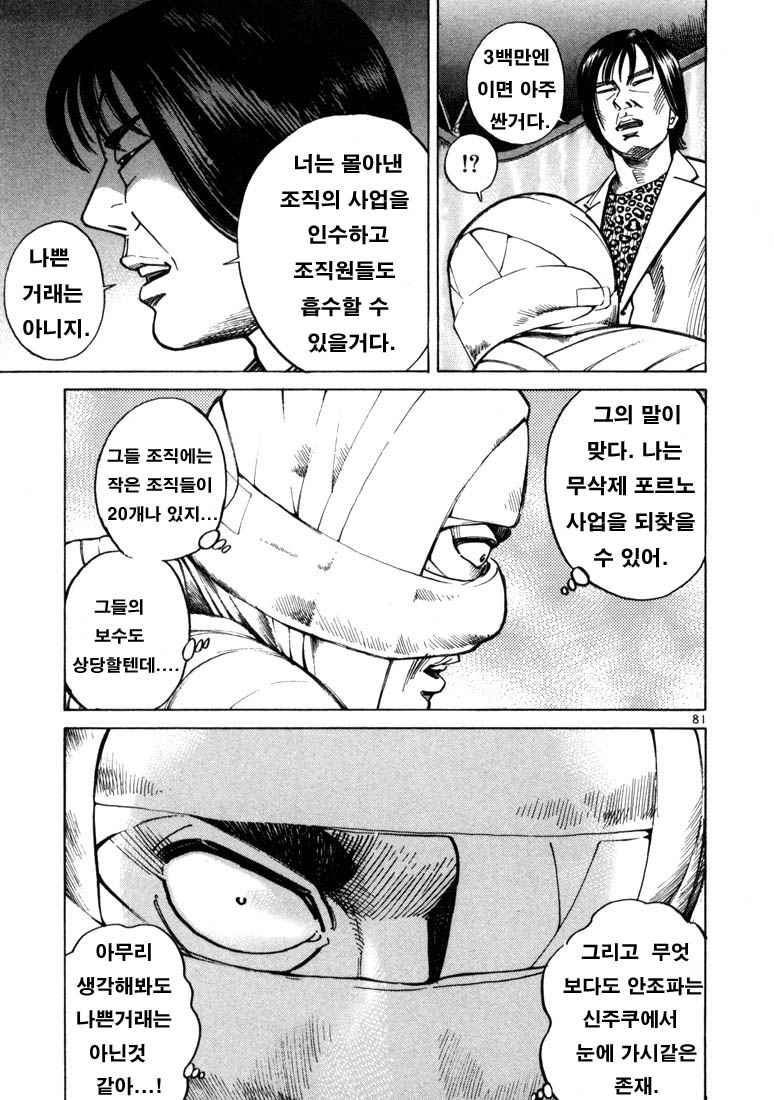 3백만엔
이면 아주
싼거다.
!?
너는 몰아낸
조직의 사업을
인수하고
조직원들도
흡수할 수
있을거다.
나쁜
거래는
아니지.
그의 말이
맞다. 나는
무삭제 포르노
사업을 되찾을
수 있어.
그들 조직에는
작은 조직들이
20개나 있지...
그들의
보수도
상당할텐데....
81
그리고 무엇
보다도 안조파는
신주쿠에서
눈에 가시같은
존재.
아무리
생각해봐도
나쁜거래는
아닌것
같아...!